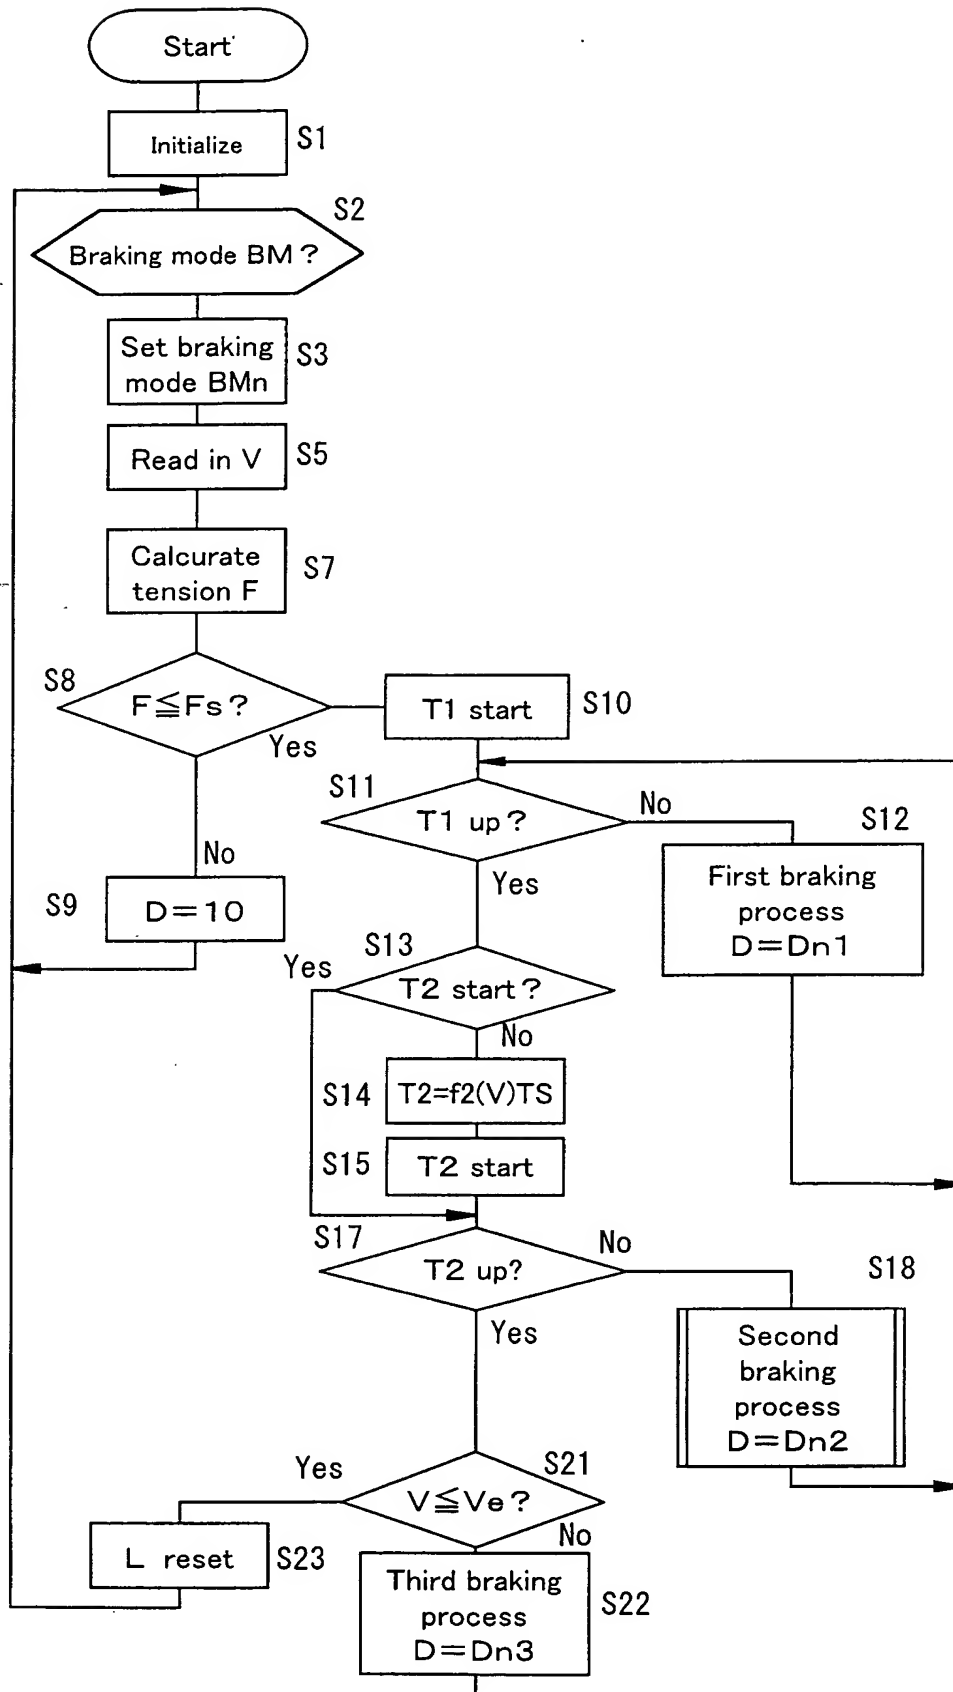 Start
Initialize
S1
S2
Braking mode BM?
Set braking
mode BMn
S3
Read in V
S5
Calcurate
tension F
S7
S8
F≦Fs?
Yes
T1 start
S10
S11
T1 up?
No
S12
No
Yes
First braking
process
D=Dn1
S9
D=10
S13
Yes
T2 start?
No
S14
T2=f2(V)TS
S15
T2 start
S17
No
T2 up?
S18
Yes
Second
braking
process
D=Dn2
Yes
S21
V≦Ve?
No
L reset
S23
Third braking
process
D=Dn3
S22